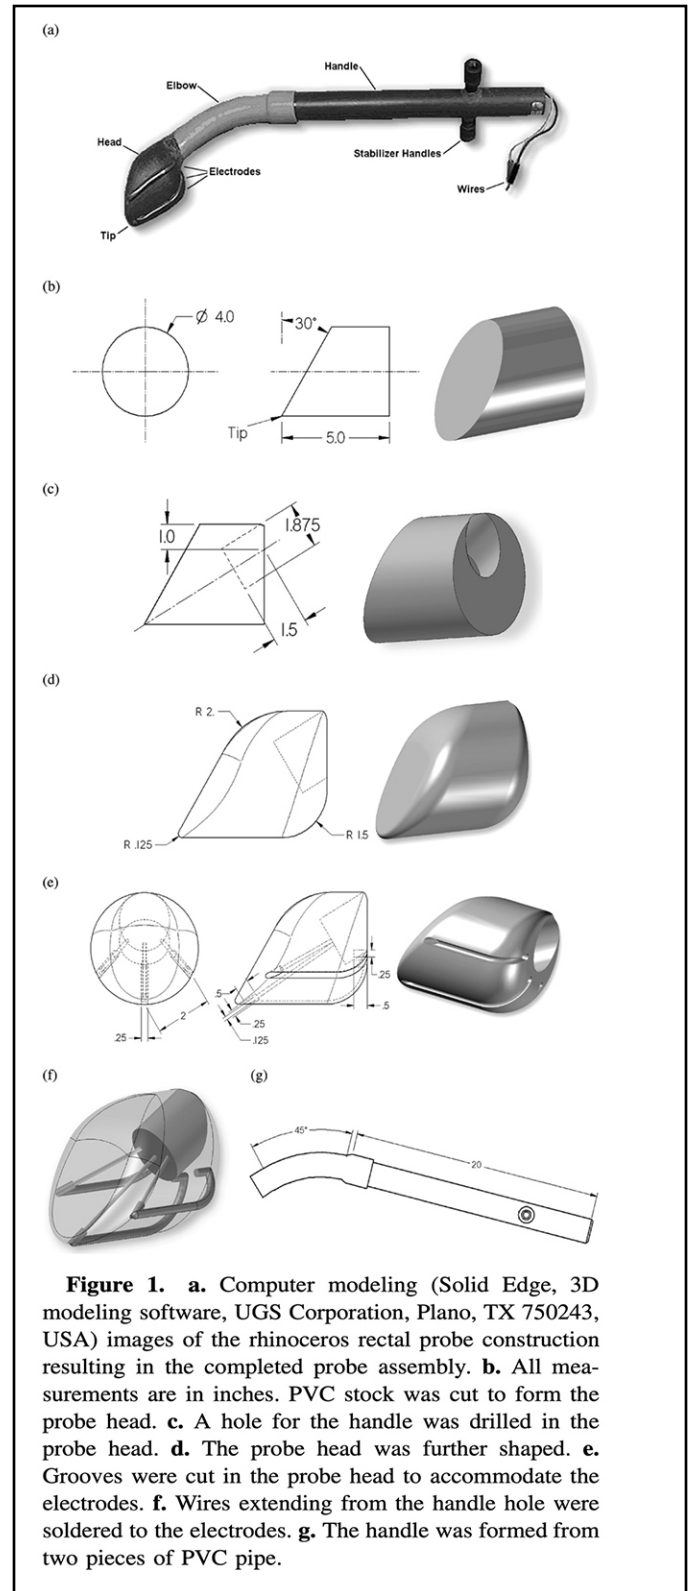 (a)
Handle
Elbow
Head
Stabilizer Handles
Electrodes
Wires
Tip
(b)
Ø 4.0
30°
Tip
5.0
(c)
1.0
1.875
1.5
(d)
R 2.
R .125
R 1.5
(e)
.5
.25
.5
2
.25
.25
.125
(f)
(g)
45°
20
Figure 1. a. Computer modeling (Solid Edge, 3D
modeling software, UGS Corporation, Plano, TX 750243,
USA) images of the rhinoceros rectal probe construction
resulting in the completed probe assembly. b. All mea-
surements are in inches. PVC stock was cut to form the
probe head. c. A hole for the handle was drilled in the
probe head. d. The probe head was further shaped. e.
Grooves were cut in the probe head to accommodate the
electrodes. f. Wires extending from the handle hole were
soldered to the electrodes. g. The handle was formed from
two pieces of PVC pipe.